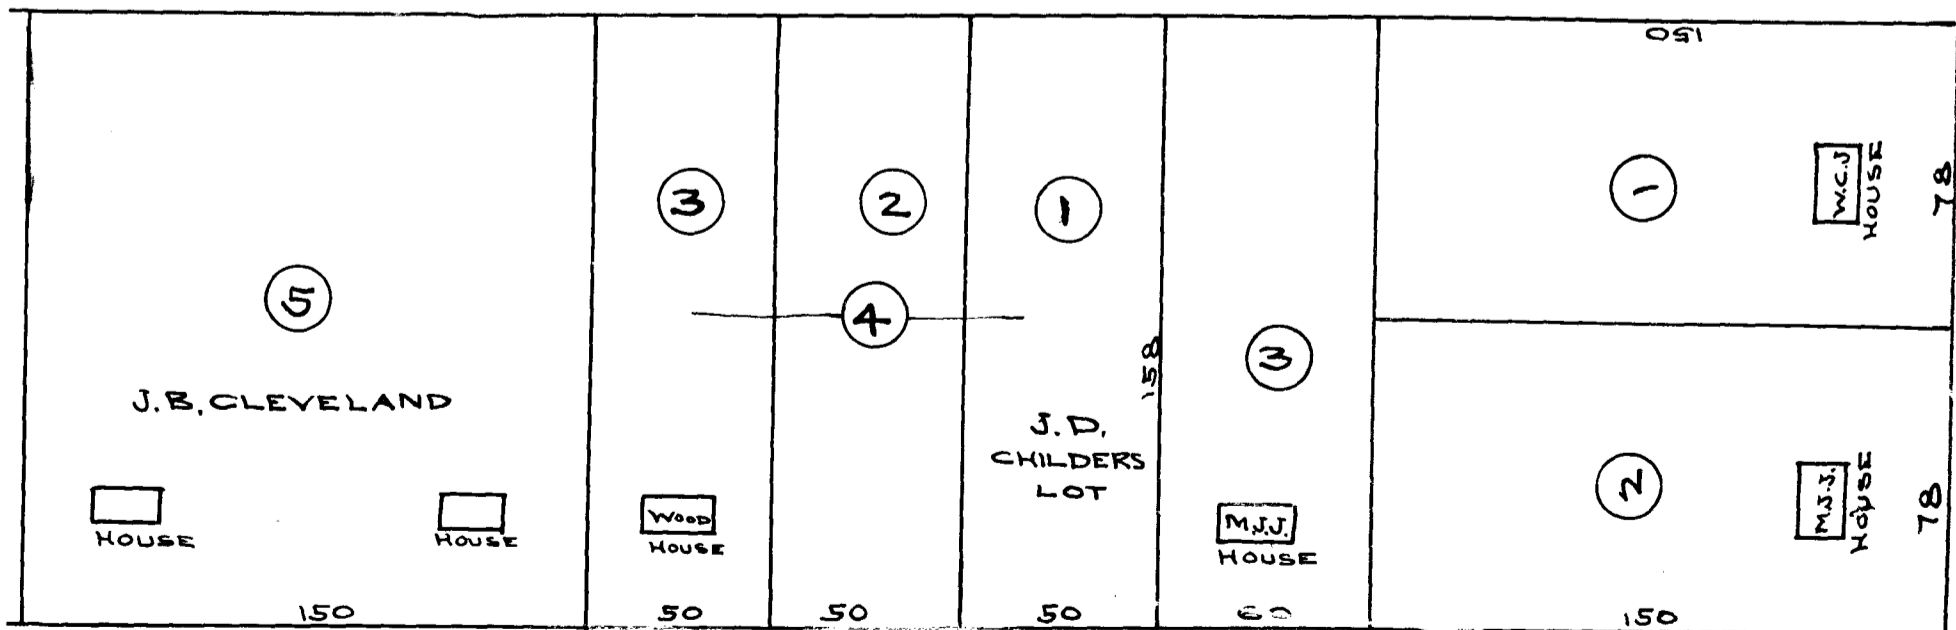 150
3
2
1
1
W.C.J
HOUSE
78
5
4
158
3
J.B. CLEVELAND
J.D.
CHILDERS
LOT
2
M.J.J.
HOUSE
78
HOUSE
HOUSE
WOOD
HOUSE
M.J.J.
HOUSE
150
50
50
50
60
150